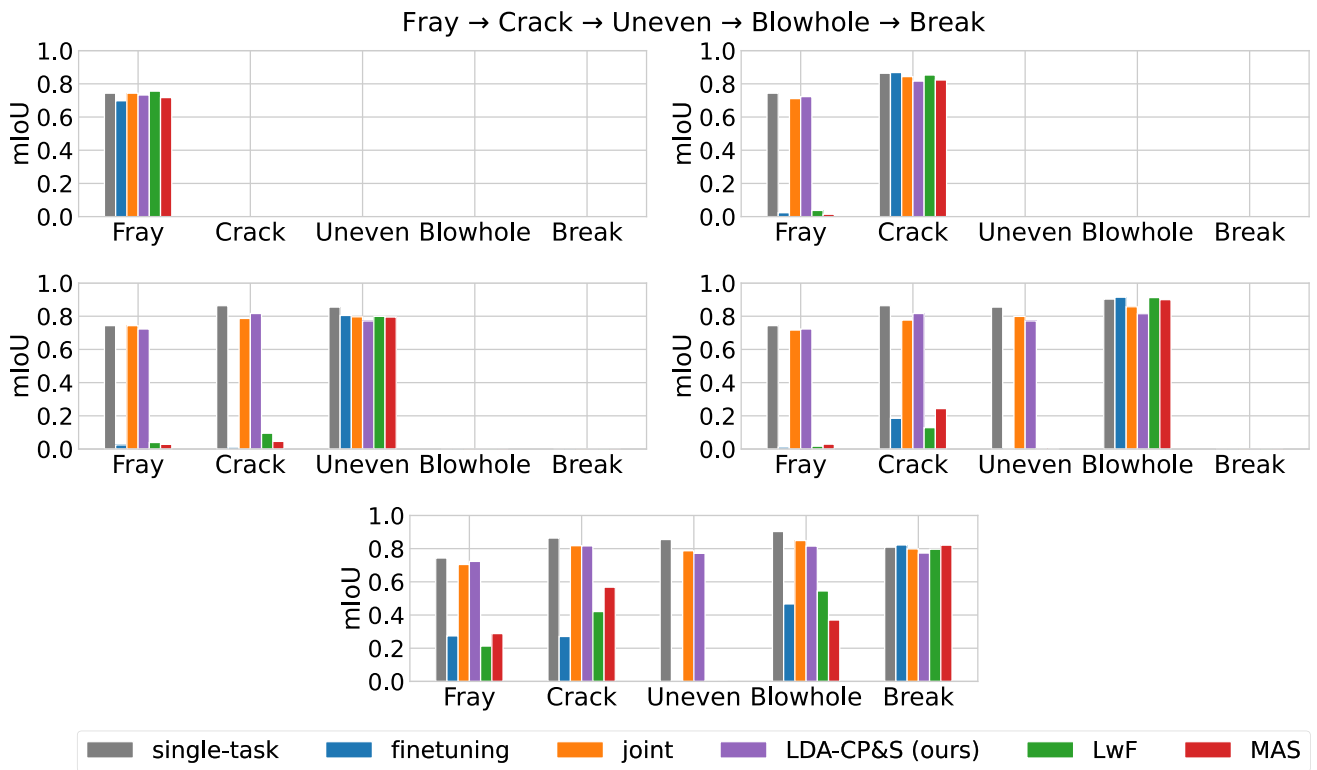 Fray → Crack → Uneven → Blowhole → Break
1.0
0.8
0.6
0.4
0.2
0.0
mIoU
Fray Crack Uneven Blowhole Break
1.0
0.8
0.6
0.4
0.2
0.0
mIoU
Fray Crack Uneven Blowhole Break
1.0
0.8
0.6
0.4
0.2
0.0
mIoU
Fray Crack Uneven Blowhole Break
1.0
0.8
0.6
0.4
0.2
0.0
mIoU
Fray Crack Uneven Blowhole Break
1.0
0.8
0.6
0.4
0.2
0.0
mIoU
Fray Crack Uneven Blowhole Break
single-task finetuning joint LDA-CP&S (ours) LwF MAS